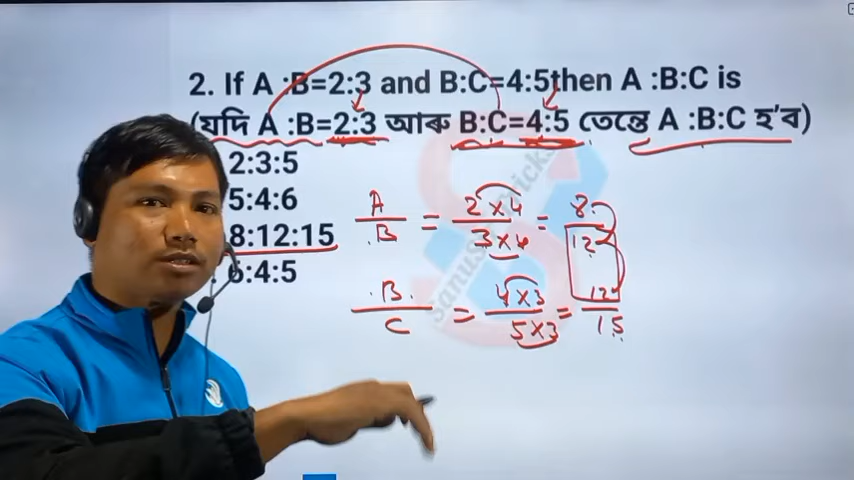 2. If A :B=2:3 and B:C=4:5then A :B:C is
(যদি A :B=2:3 আৰু B:C=4:5 তেন্তে A :B:C হ'ব)
2:3:5
5:4:6
8:12:15
6:4:5
A/B = 2×4/3×4 = 8/12
B/C = 4×3/5×3 = 12/15